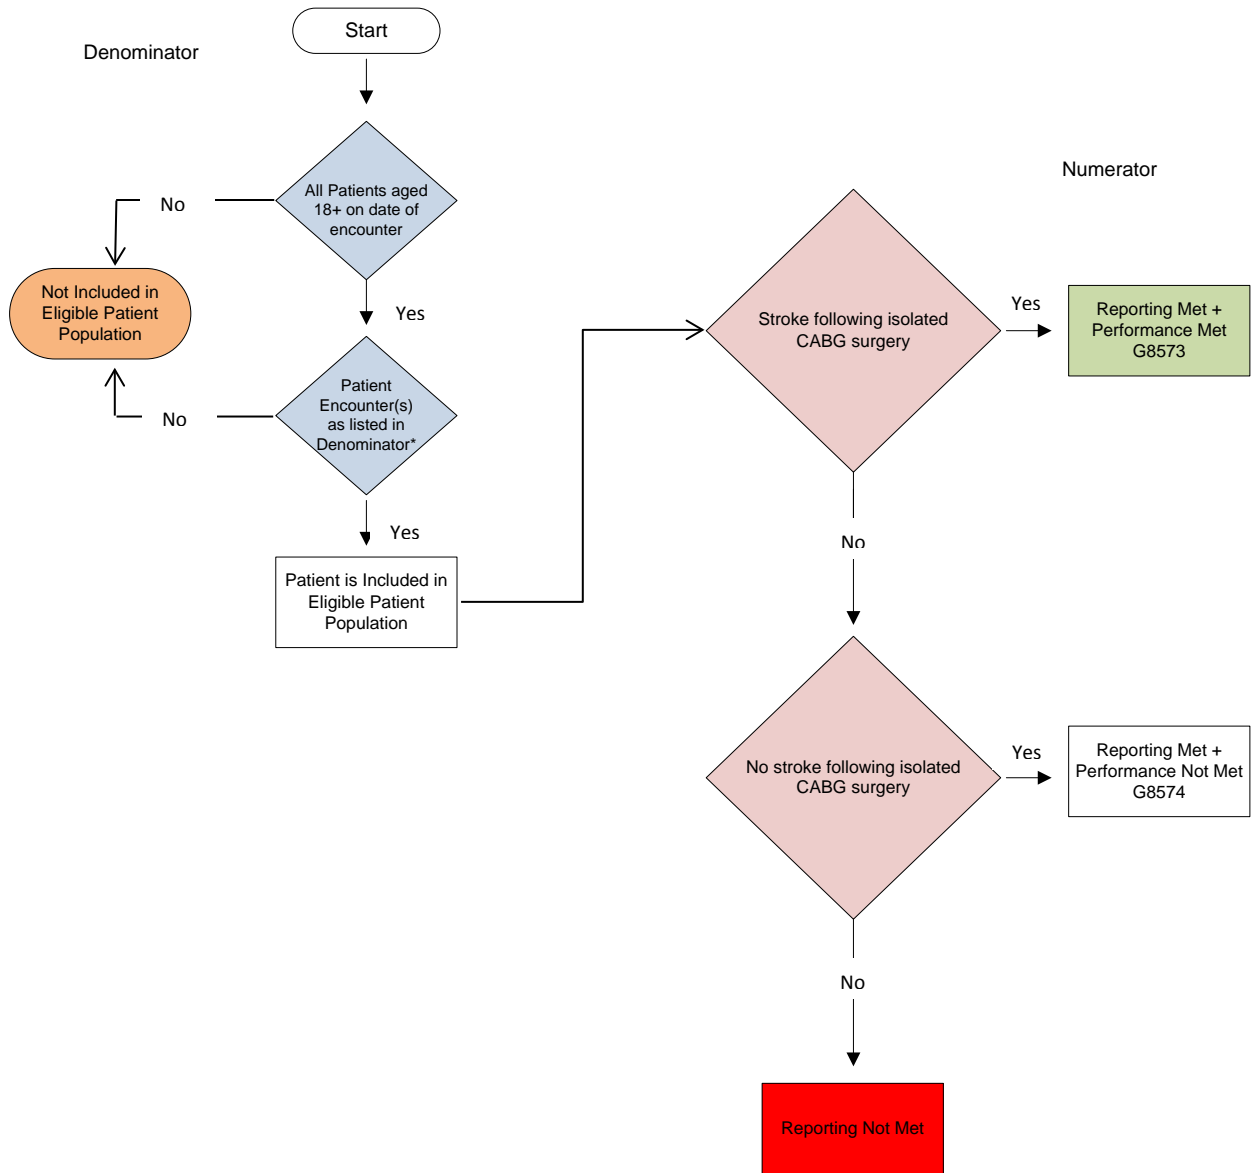 Start
Denominator
All Patients aged
18+ on date of
encounter
No
Not Included in
Eligible Patient
Population
Yes
Patient
Encounter(s)
as listed in
Denominator*
No
Yes
Patient is Included in
Eligible Patient
Population
Numerator
Stroke following isolated
CABG surgery
Yes
Reporting Met +
Performance Met
G8573
No
No stroke following isolated
CABG surgery
Yes
Reporting Met +
Performance Not Met
G8574
No
Reporting Not Met